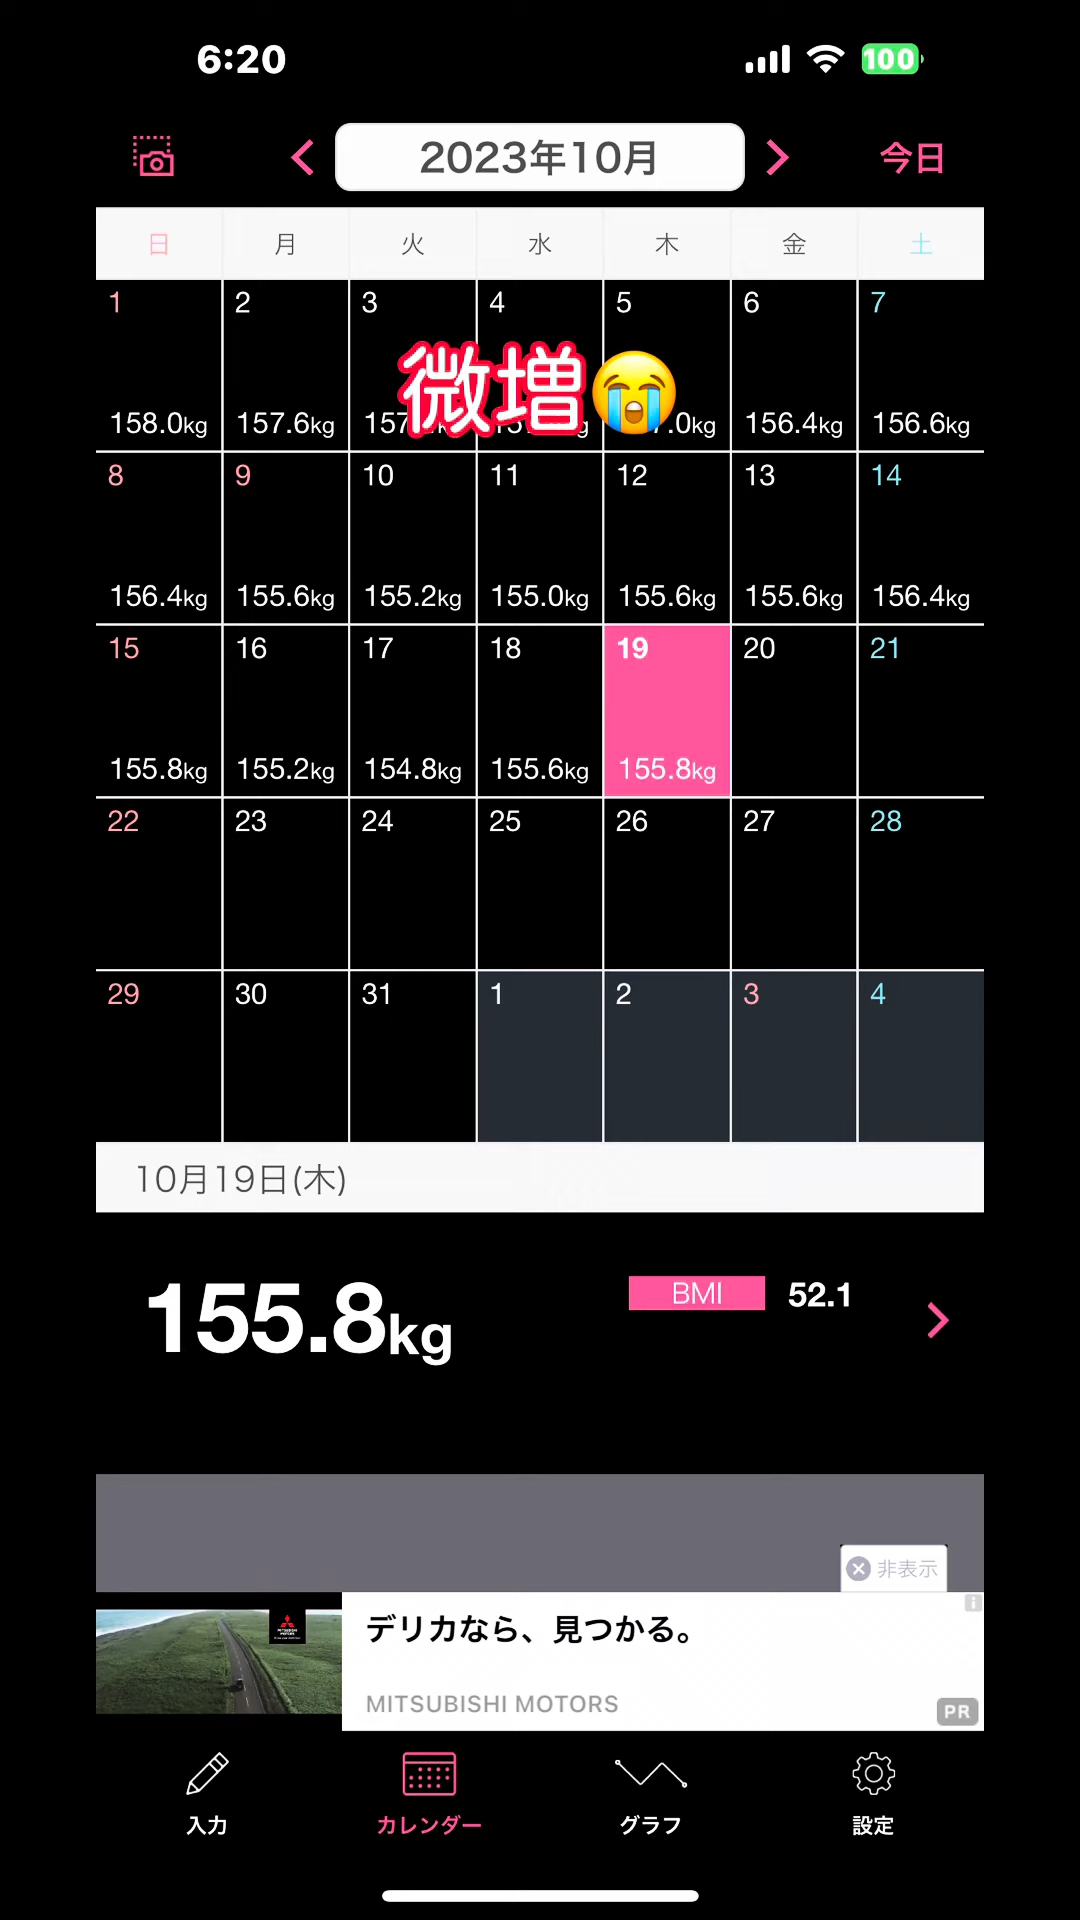 6:20
100
2023年10月
今日
日 月 火 水 木 金 土
1 2 3 4 5 6 7
微増😭
158.0kg 157.6kg 157 .0kg 156.4kg 156.6kg
8 9 10 11 12 13 14
156.4kg 155.6kg 155.2kg 155.0kg 155.6kg 155.6kg 156.4kg
15 16 17 18 19 20 21
155.8kg 155.2kg 154.8kg 155.6kg 155.8kg
22 23 24 25 26 27 28
29 30 31 1 2 3 4
10月19日(木)
155.8kg
BMI 52.1
非表示
デリカなら、見つかる。
MITSUBISHI MOTORS
PR
入力 カレンダー グラフ 設定